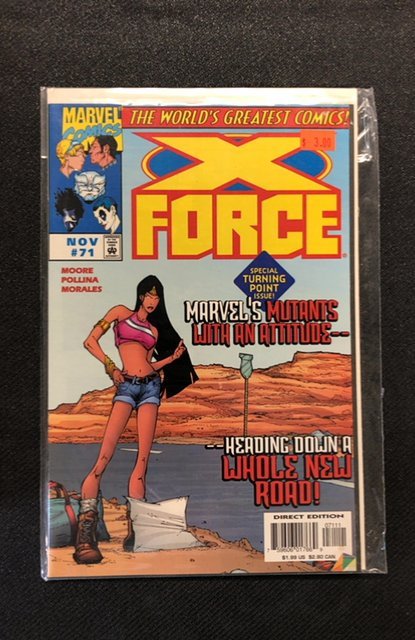 MARVEL
COMICS
THE WORLD'S GREATEST COMICS!
$ 3.00
X
FORCE
NOV
#71
MOORE
POLLINA
MORALES
SPECIAL
TURNING
POINT
ISSUE!
MARVEL'S MUTANTS
WITH AN ATTITUDE--
--HEADING DOWN A
WHOLE NEW
ROAD!
DIRECT EDITION
07111
$1.99 US $2.80 CAN